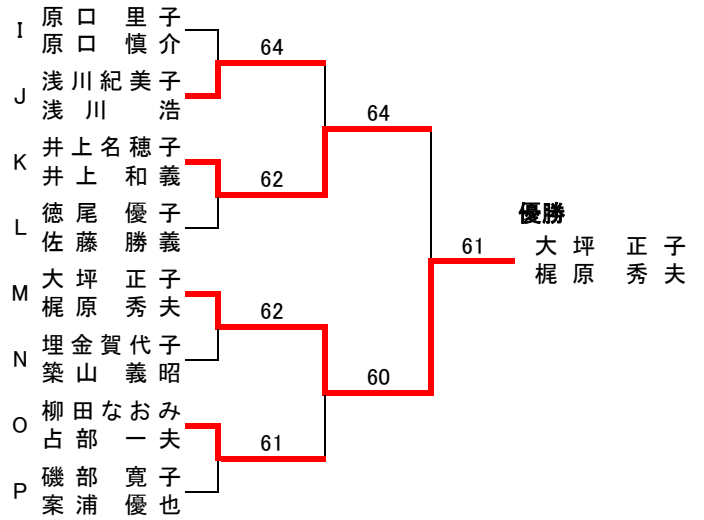 I
原口 里子
原口 慎介
64
J
浅川紀美子
浅川 浩
64
K
井上名穂子
井上 和義
62
L
徳尾 優子
佐藤 勝義
優勝
61
大坪 正子
梶原 秀夫
M
大坪 正子
梶原 秀夫
62
N
埋金賀代子
築山 義昭
60
O
柳田なおみ
占部 一夫
61
P
磯部 寛子
案浦 優也